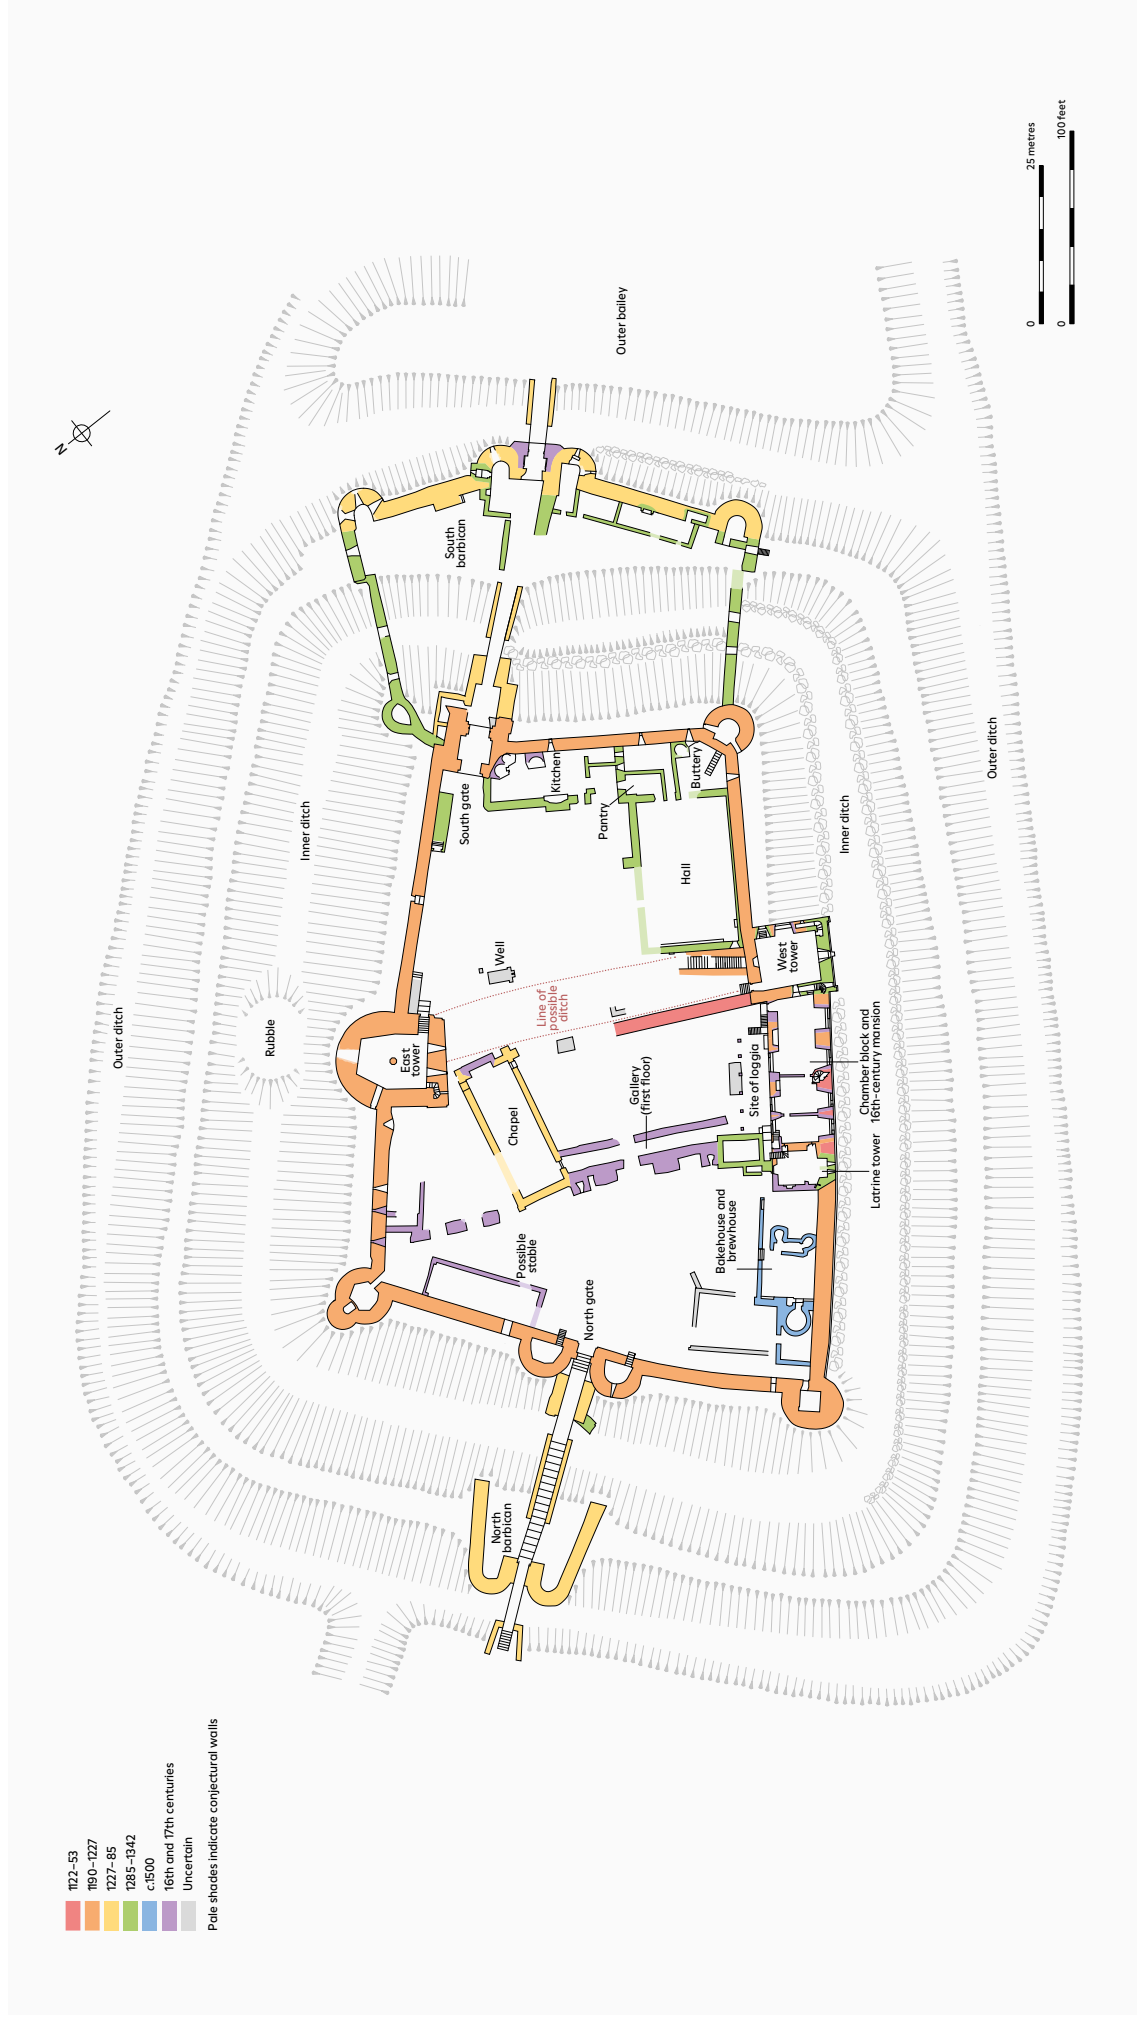 N
0
25 metres
0
100 feet
Outer bailey
South
barbican
Outer ditch
Inner ditch
Inner ditch
Outer ditch
South gate
Kitchen
Pantry
Buttery
Hall
Well
West
tower
Line of
possible
ditch
Rubble
East
tower
Chapel
Gallery
(first floor)
Site of loggia
Chamber block and
16th-century mansion
Latrine tower
Bakehouse and
brewhouse
Possible
stable
North gate
North
barbican
1122–53
1190–1227
1227–85
1285–1342
c.1500
16th and 17th centuries
Uncertain
Pale shades indicate conjectural walls